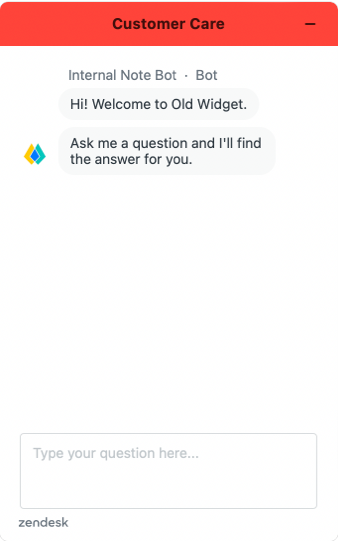 Customer Care
Internal Note Bot · Bot
Hi! Welcome to Old Widget.
Ask me a question and I'll find
the answer for you.
Type your question here...
zendesk